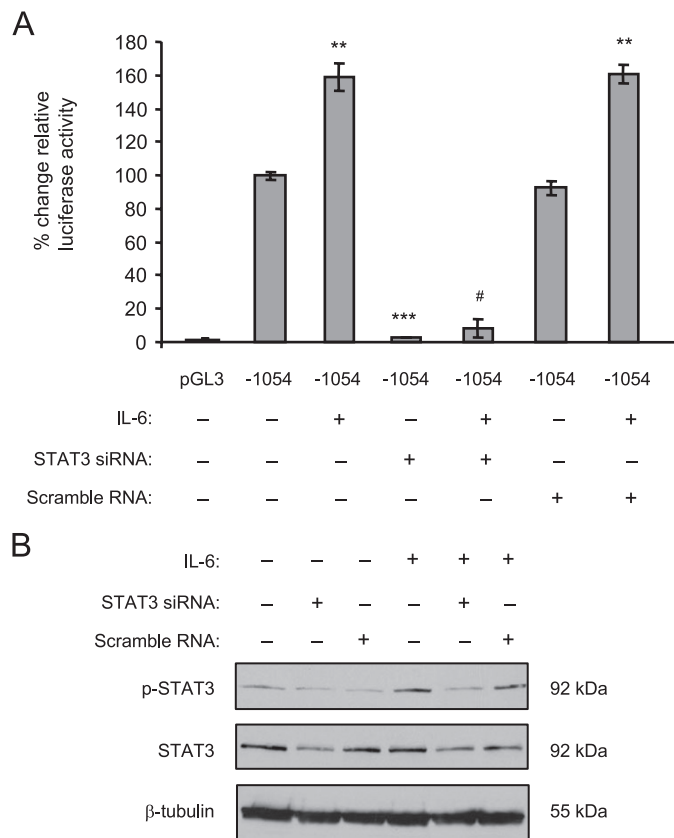 A
% change relative
luciferase activity
180
160
140
120
100
80
60
40
20
0
**
***
#
**
pGL3 -1054 -1054 -1054 -1054 -1054 -1054
IL-6: – – + – + – +
STAT3 siRNA: – – – + + – –
Scramble RNA: – – – – – + +
B
IL-6: – – – + + +
STAT3 siRNA: – + – – + –
Scramble RNA: – – + – – +
p-STAT3 92 kDa
STAT3 92 kDa
β-tubulin 55 kDa